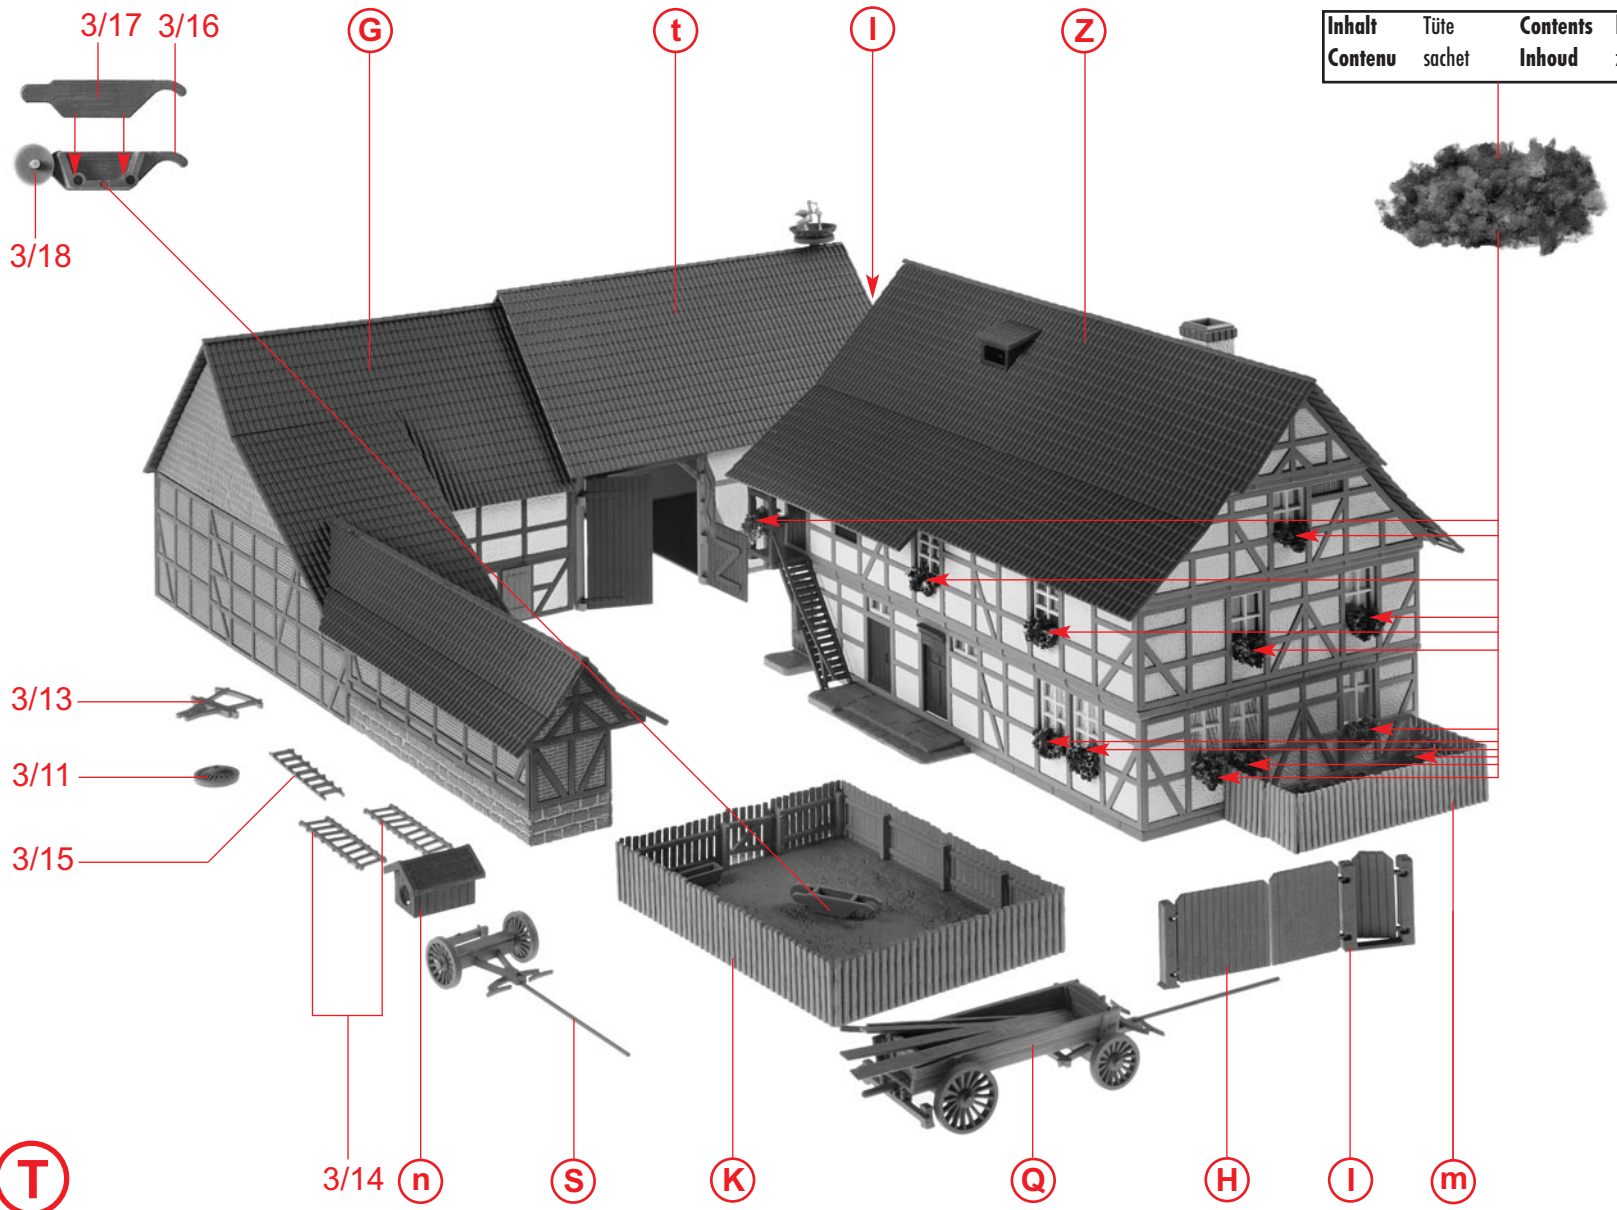 3/17 3/16 G t I Z
Inhalt Tüte Contents
Contenu sachet Inhoud
3/18
3/13
3/11
3/15
T 3/14 n S K Q H I m